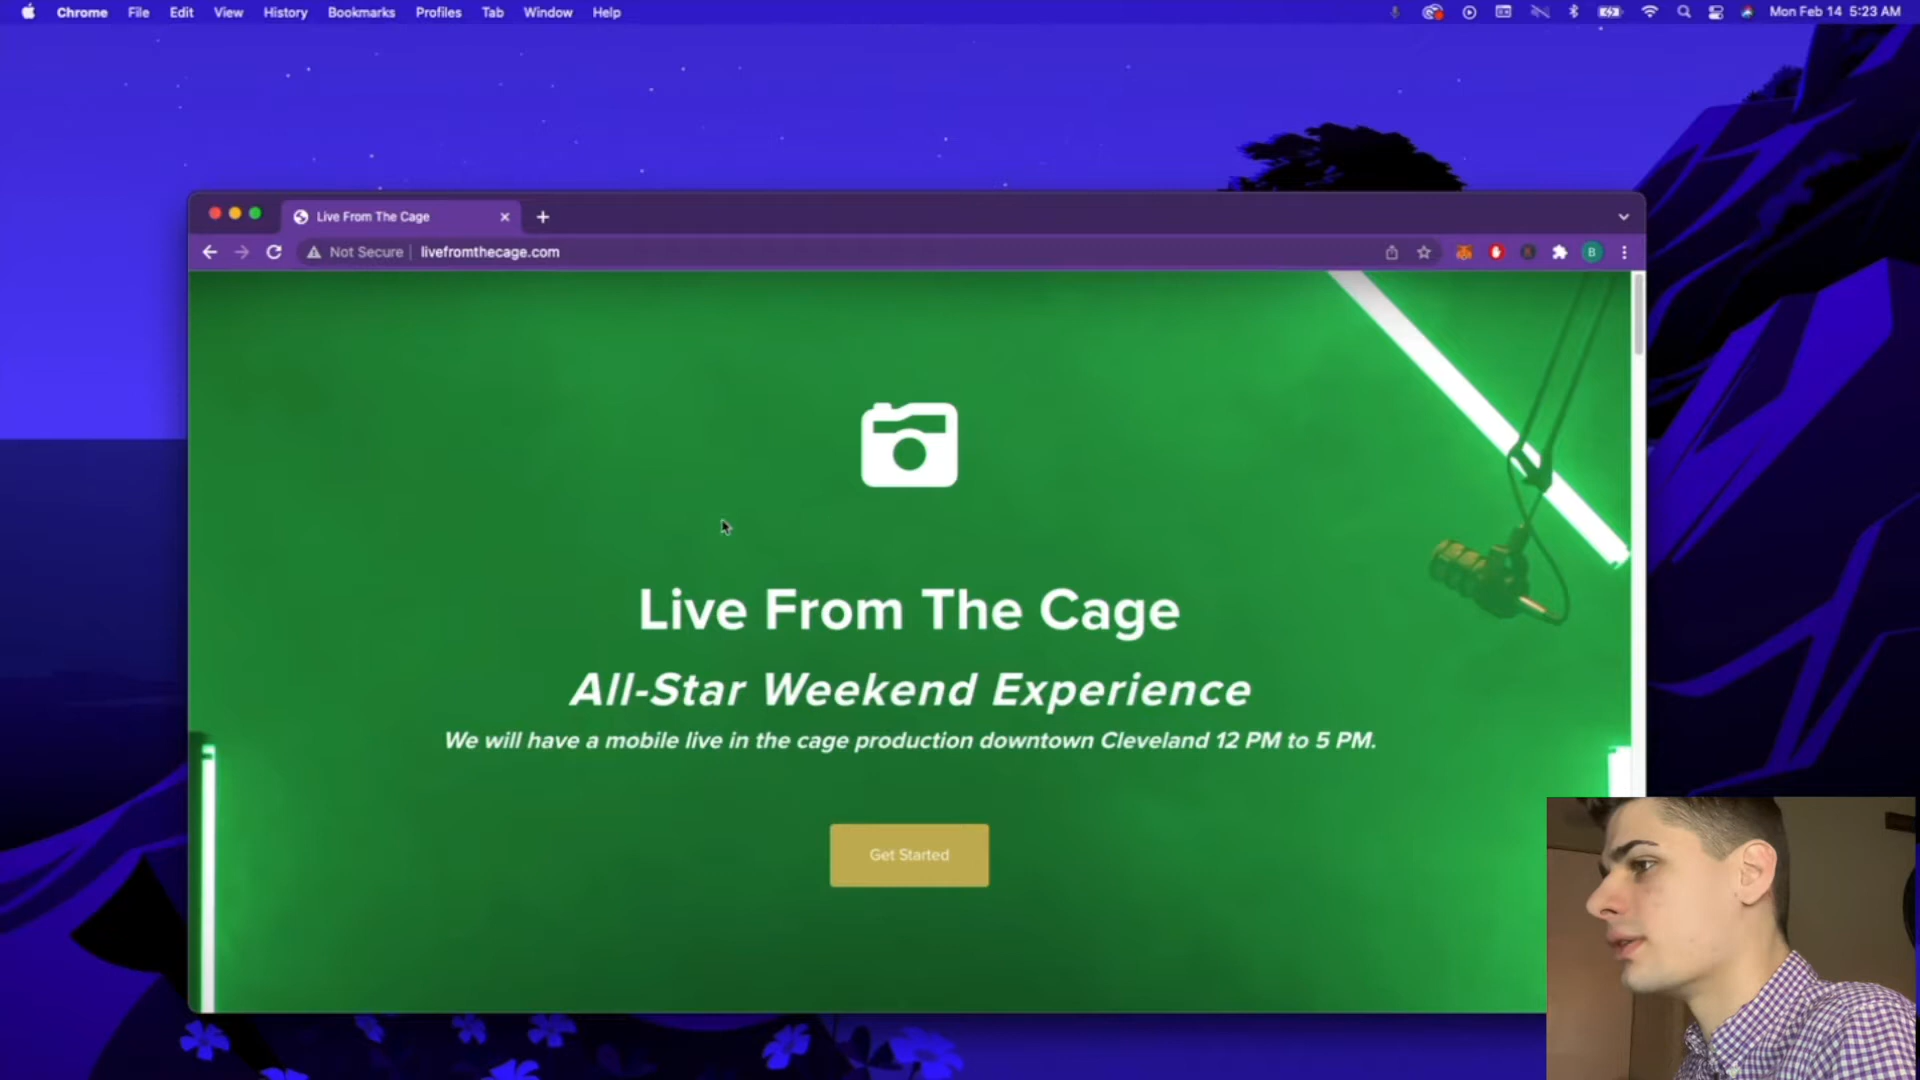 Chrome File Edit View History Bookmarks Profiles Tab Window Help Mon Feb 14 5:23 AM
Live From The Cage
Not Secure livefromthecage.com B
Live From The Cage
All-Star Weekend Experience
We will have a mobile live in the cage production downtown Cleveland 12 PM to 5 PM.
Get Started